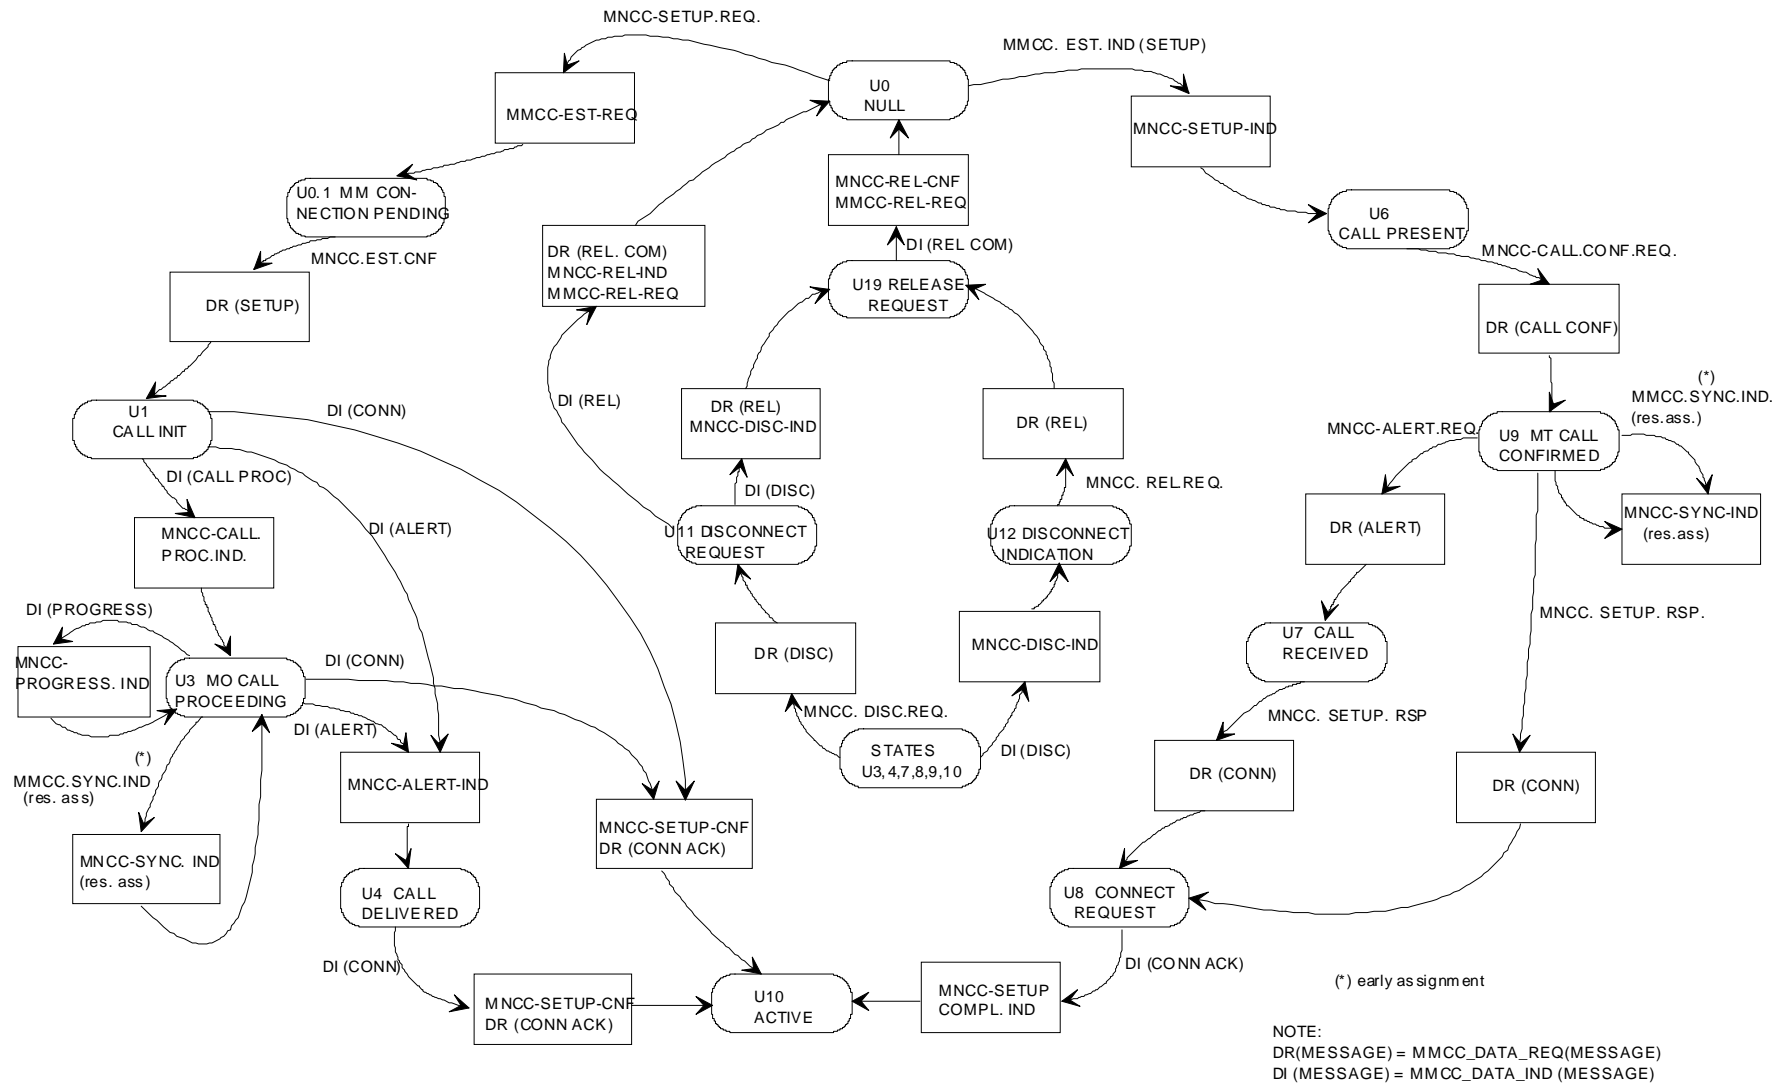 MNCC-SETUP.REQ.
MMCC. EST. IND (SETUP)
U0
NULL
MMCC-EST-REQ
MNCC-SETUP-IND
U0.1 MM CON-
NECTION PENDING
MNCC-REL-CNF
MMCC-REL-REQ
U6
CALL PRESENT
MNCC.EST.CNF
DR (REL. COM)
MNCC-REL-IND
MMCC-REL-REQ
DI (REL COM)
MNCC-CALL.CONF.REQ.
DR (SETUP)
U19 RELEASE
REQUEST
DR (CALL CONF)
U1
CALL INIT
DI (CONN)
DI (REL)
DR (REL)
MNCC-DISC-IND
DR (REL)
(*)
MMCC.SYNC.IND.
(res.ass.)
MNCC-ALERT.REQ.
U9 MT CALL
CONFIRMED
DI (CALL PROC)
DI (DISC)
MNCC. REL.REQ.
MNCC-CALL.
PROC.IND.
DI (ALERT)
U11 DISCONNECT
REQUEST
U12 DISCONNECT
INDICATION
DR (ALERT)
MNCC-SYNC-IND
(res.ass)
DI (PROGRESS)
MNCC. SETUP. RSP.
MNCC-
PROGRESS. IND
U3 MO CALL
PROCEEDING
DI (CONN)
DR (DISC)
MNCC-DISC-IND
U7 CALL
RECEIVED
DI (ALERT)
MNCC. DISC.REQ.
MNCC. SETUP. RSP
(*)
MMCC.SYNC.IND
(res. ass)
STATES
U3,4,7,8,9,10
DI (DISC)
MNCC-ALERT-IND
DR (CONN)
DR (CONN)
MNCC-SETUP-CNF
DR (CONN ACK)
MNCC-SYNC. IND
(res. ass)
U4 CALL
DELIVERED
U8 CONNECT
REQUEST
DI (CONN)
DI (CONN ACK)
MNCC-SETUP-CNF
DR (CONN ACK)
U10
ACTIVE
MNCC-SETUP
COMPL. IND
(*) early assignment
NOTE:
DR(MESSAGE) = MMCC_DATA_REQ(MESSAGE)
DI (MESSAGE) = MMCC_DATA_IND (MESSAGE)